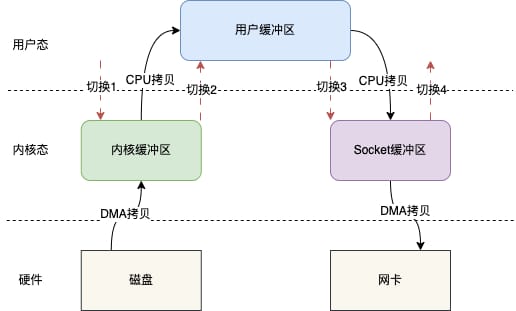 用户态
用户缓冲区
切换1
CPU拷贝
切换2
切换3
CPU拷贝
切换4
内核态
内核缓冲区
Socket缓冲区
DMA拷贝
DMA拷贝
硬件
磁盘
网卡